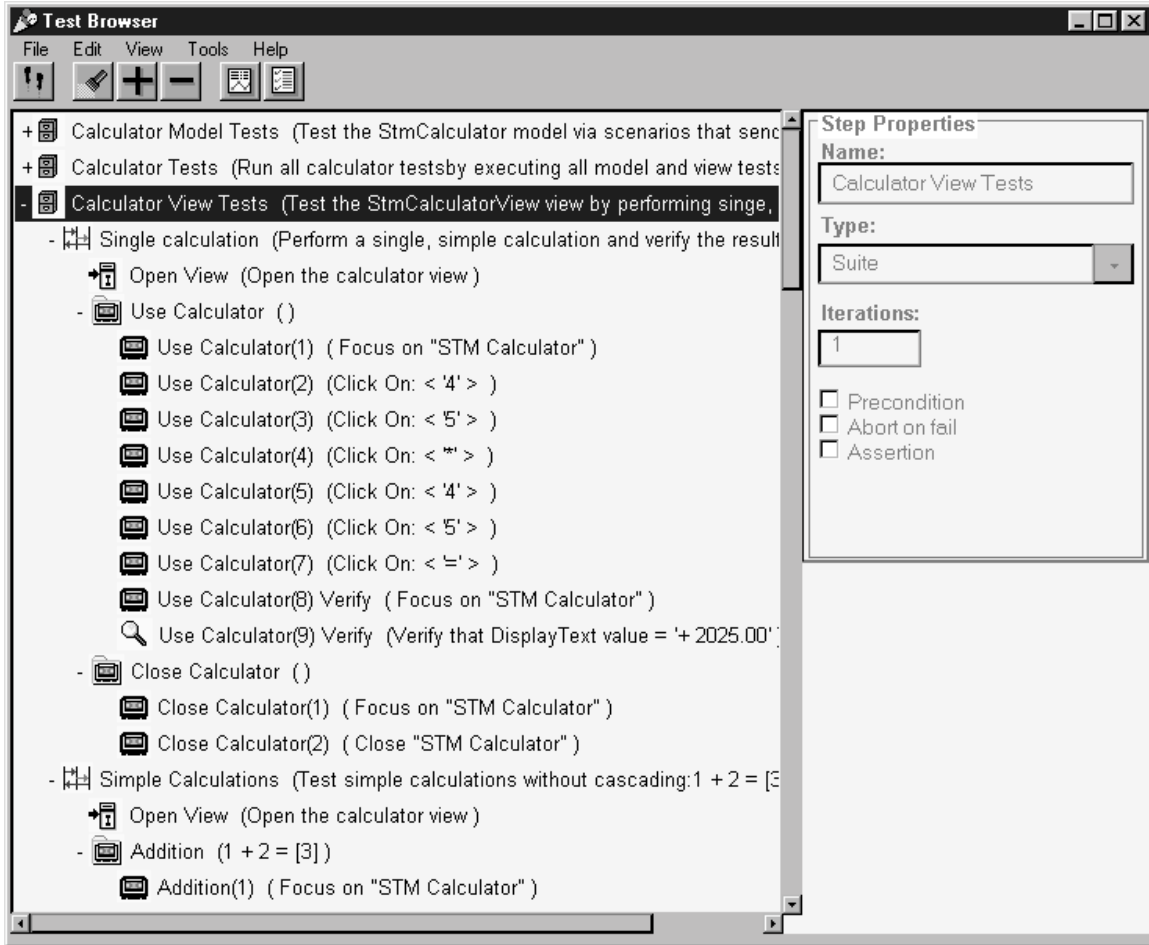 Test Browser
File Edit View Tools Help
+ Calculator Model Tests (Test the StmCalculator model via scenarios that send
+ Calculator Tests (Run all calculator testsby executing all model and view tests
- Calculator View Tests (Test the StmCalculatorView view by performing singe,
- Single calculation (Perform a single, simple calculation and verify the result
Open View (Open the calculator view )
- Use Calculator ( )
Use Calculator(1) ( Focus on "STM Calculator" )
Use Calculator(2) (Click On: < '4' > )
Use Calculator(3) (Click On: < '5' > )
Use Calculator(4) (Click On: < '*' > )
Use Calculator(5) (Click On: < '4' > )
Use Calculator(6) (Click On: < '5' > )
Use Calculator(7) (Click On: < '=' > )
Use Calculator(8) Verify ( Focus on "STM Calculator" )
Use Calculator(9) Verify (Verify that DisplayText value = '+ 2025.00' )
- Close Calculator ( )
Close Calculator(1) ( Focus on "STM Calculator" )
Close Calculator(2) ( Close "STM Calculator" )
- Simple Calculations (Test simple calculations without cascading:1 + 2 = [3
Open View (Open the calculator view )
- Addition (1 + 2 = [3] )
Addition(1) ( Focus on "STM Calculator" )
Step Properties
Name:
Calculator View Tests
Type:
Suite
Iterations:
1
Precondition
Abort on fail
Assertion